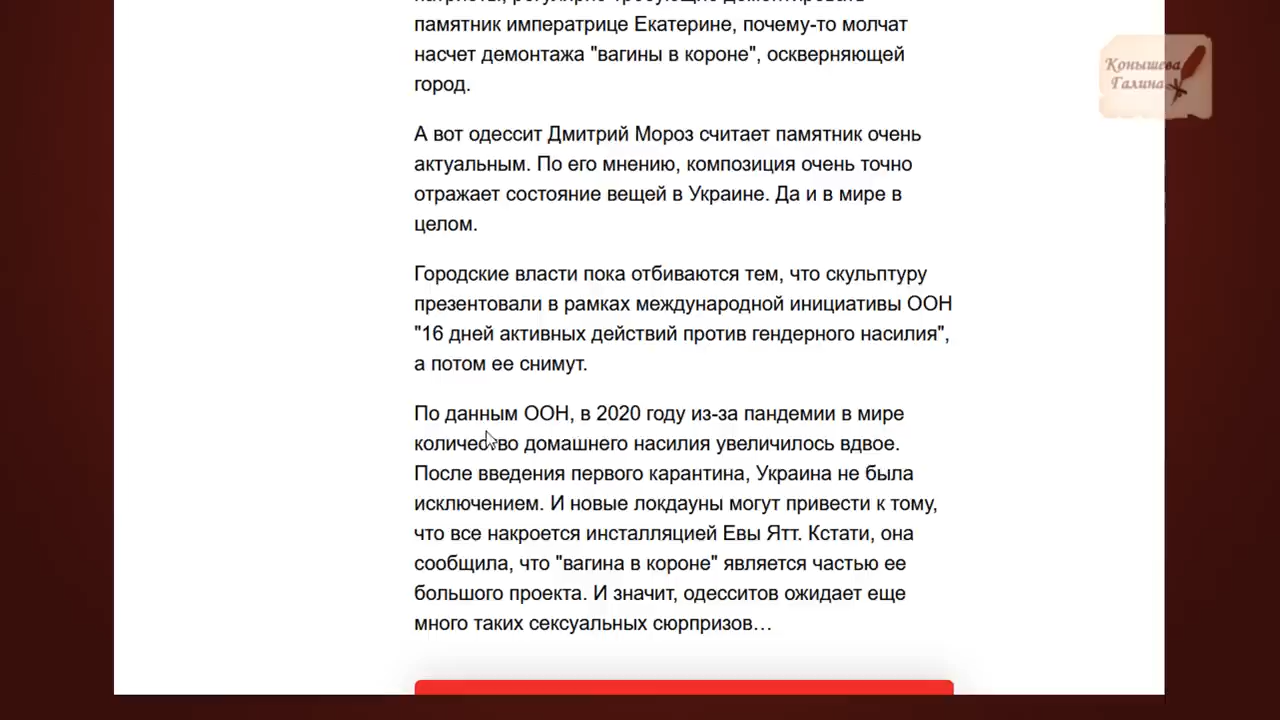 патриоты, регулярно требующие демонтировать
памятник императрице Екатерине, почему-то молчат
насчет демонтажа "вагины в короне", оскверняющей
город.
А вот одессит Дмитрий Мороз считает памятник очень
актуальным. По его мнению, композиция очень точно
отражает состояние вещей в Украине. Да и в мире в
целом.
Городские власти пока отбиваются тем, что скульптуру
презентовали в рамках международной инициативы ООН
"16 дней активных действий против гендерного насилия",
а потом ее снимут.
По данным ООН, в 2020 году из-за пандемии в мире
количество домашнего насилия увеличилось вдвое.
После введения первого карантина, Украина не была
исключением. И новые локдауны могут привести к тому,
что все накроется инсталляцией Евы Ятт. Кстати, она
сообщила, что "вагина в короне" является частью ее
большого проекта. И значит, одесситов ожидает еще
много таких сексуальных сюрпризов…
Конышева
Галина